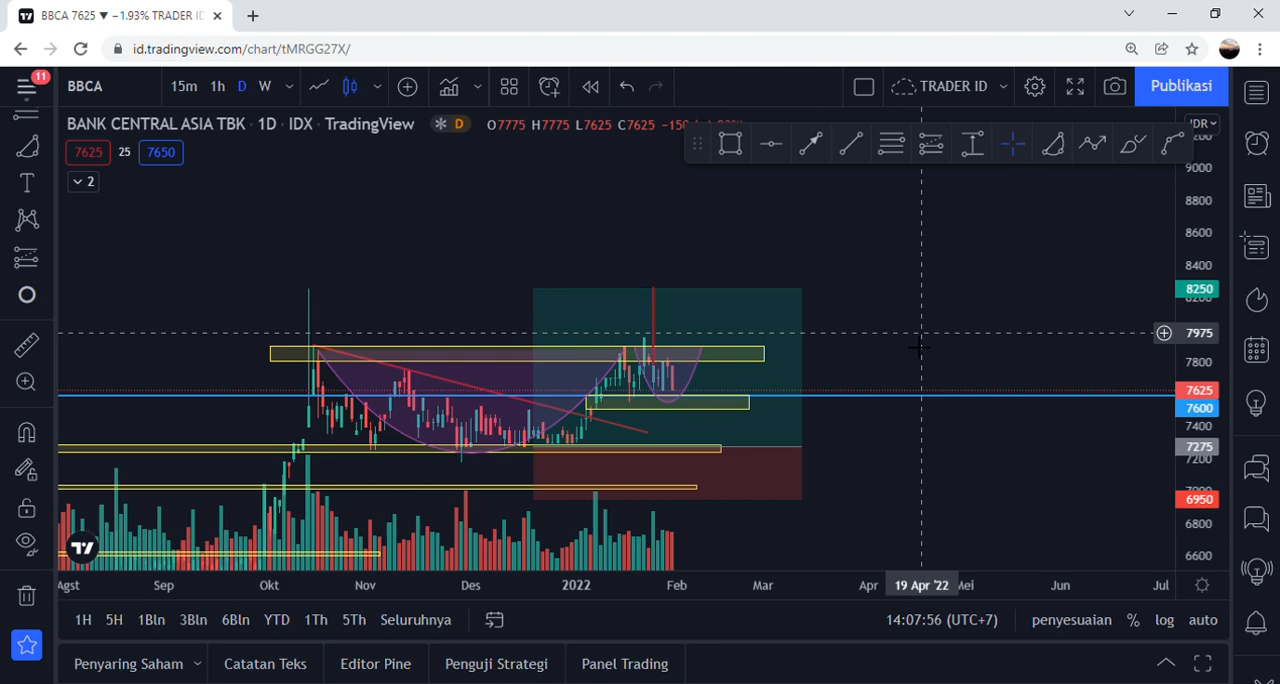 BBCA 7625 ▼ −1.93% TRADER ID
id.tradingview.com/chart/tMRGG27X/
11
BBCA 15m 1h D W TRADER ID Publikasi
BANK CENTRAL ASIA TBK · 1D · IDX · TradingView D O7775 H7775 L7625 C7625 −150
IDR
7625 25 7650
2
9000
8800
8600
8400
8250
7975
7800
7625
7600
7400
7275
7200
7000
6950
6800
6600
Agst Sep Okt Nov Des 2022 Feb Mar Apr 19 Apr '22 Mei Jun Jul
1H 5H 1Bln 3Bln 6Bln YTD 1Th 5Th Seluruhnya 14:07:56 (UTC+7) penyesuaian % log auto
Penyaring Saham Catatan Teks Editor Pine Penguji Strategi Panel Trading